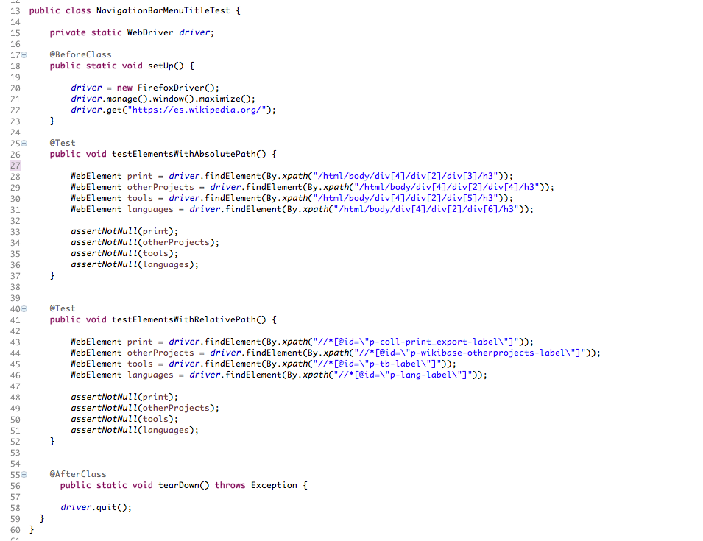 13 public class NavigationBarMenuTitleTest {
14
15 private static WebDriver driver;
16
17 @BeforeClass
18 public static void setUp() {
19
20 driver = new FirefoxDriver();
21 driver.manage().window().maximize();
22 driver.get("https://es.wikipedia.org/");
23 }
24
25 @Test
26 public void testElementsWithAbsolutePath() {
27
28 WebElement print = driver.findElement(By.xpath("/html/body/div[4]/div[2]/div[3]/h3"));
29 WebElement otherProjects = driver.findElement(By.xpath("/html/body/div[4]/div[2]/div[4]/h3"));
30 WebElement tools = driver.findElement(By.xpath("/html/body/div[4]/div[2]/div[5]/h3"));
31 WebElement languages = driver.findElement(By.xpath("/html/body/div[4]/div[2]/div[6]/h3"));
32
33 assertNotNull(print);
34 assertNotNull(otherProjects);
35 assertNotNull(tools);
36 assertNotNull(languages);
37 }
38
39
40 @Test
41 public void testElementsWithRelativePath() {
42
43 WebElement print = driver.findElement(By.xpath("//*[@id=\"p-coll-print_export-label\"]"));
44 WebElement otherProjects = driver.findElement(By.xpath("//*[@id=\"p-wikibase-otherprojects-label\"]"));
45 WebElement tools = driver.findElement(By.xpath("//*[@id=\"p-tb-label\"]"));
46 WebElement languages = driver.findElement(By.xpath("//*[@id=\"p-lang-label\"]"));
47
48 assertNotNull(print);
49 assertNotNull(otherProjects);
50 assertNotNull(tools);
51 assertNotNull(languages);
52 }
53
54
55 @AfterClass
56 public static void tearDown() throws Exception {
57
58 driver.quit();
59 }
60 }